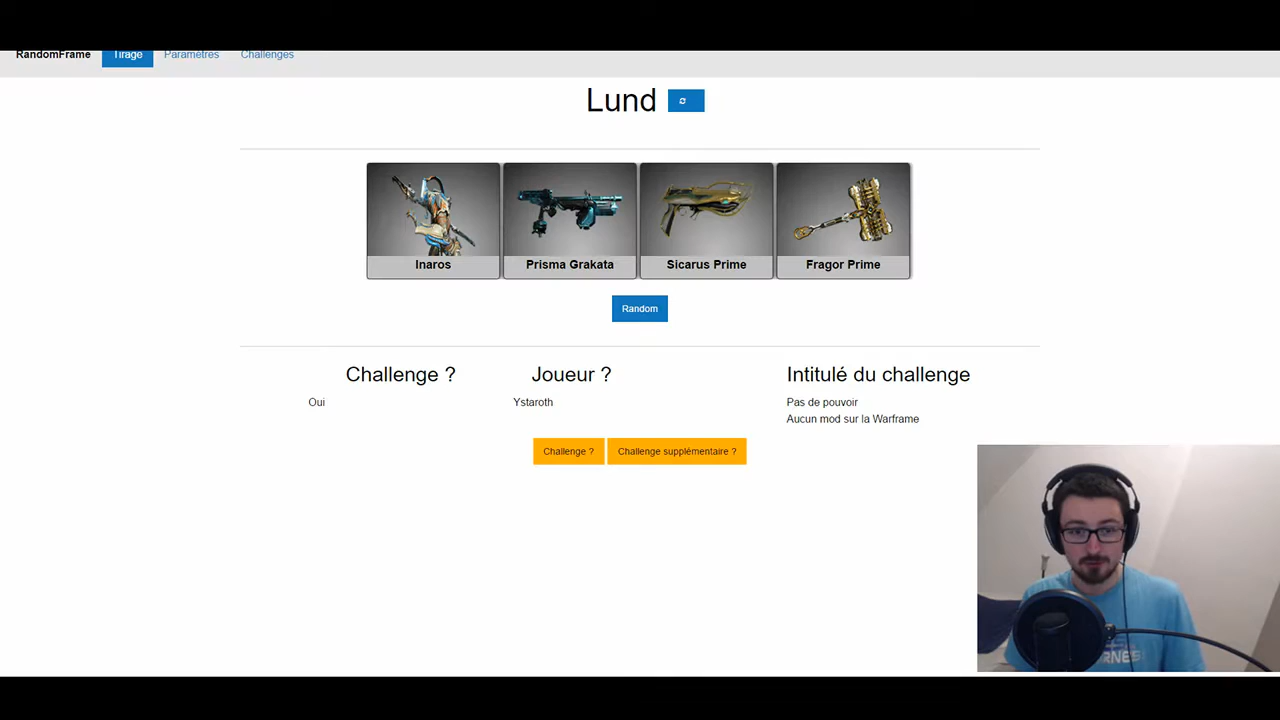 RandomFrame Tirage Paramètres Challenges
Lund
Inaros Prisma Grakata Sicarus Prime Fragor Prime
Random
Challenge ? Joueur ? Intitulé du challenge
Oui Ystaroth Pas de pouvoir
Aucun mod sur la Warframe
Challenge ? Challenge supplémentaire ?